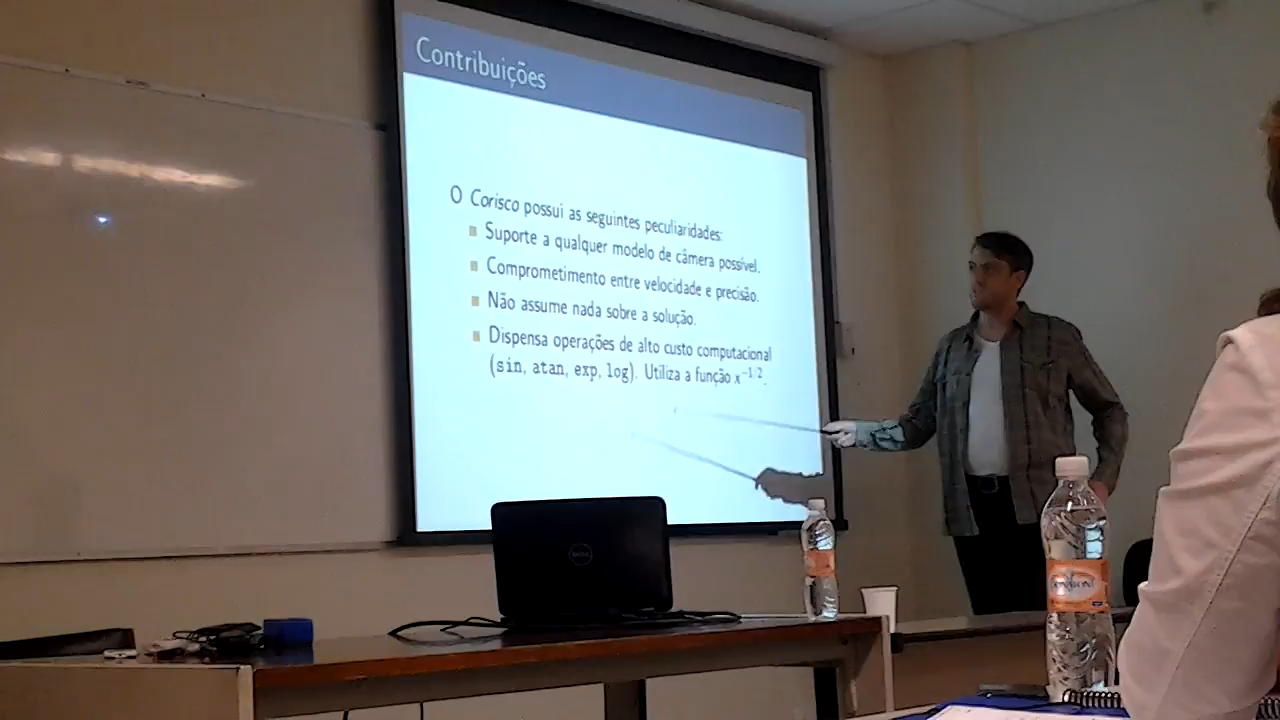 Contribuições
O Corisco possui as seguintes peculiaridades:
Suporte a qualquer modelo de câmera possível.
Comprometimento entre velocidade e precisão.
Não assume nada sobre a solução.
Dispensa operações de alto custo computacional
(sin, atan, exp, log). Utiliza a função x^{-1/2}.
DELL